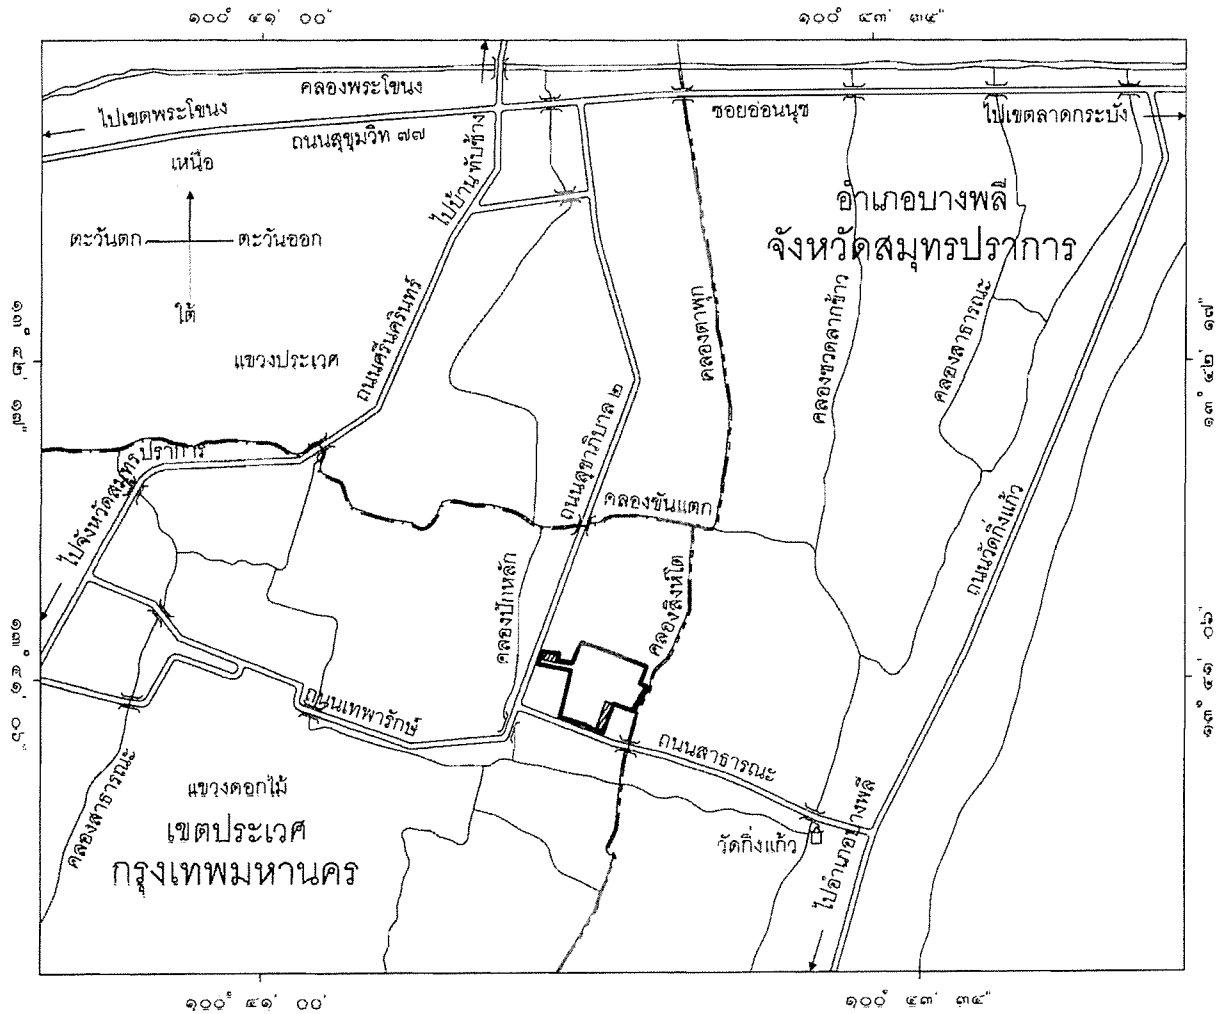 ๑๐๐° ๔๑' ๐๐"
๑๐๐° ๔๓' ๓๔"
คลองพระโขนง
ไปเขตพระโขนง
ถนนสุขุมวิท ๗๗
ซอยอ่อนนุช
ไปเขตลาดกระบัง
เหนือ
ตะวันตก
ตะวันออก
ใต้
ไปบ้านทับช้าง
อำเภอบางพลี
จังหวัดสมุทรปราการ
แขวงประเวศ
ถนนศรีนครินทร์
คลองตาพุก
คลองชวดลากข้าว
คลองสาธารณะ
๑๓° ๔๒' ๑๗"
๑๓° ๔๒' ๑๗"
ถนนสุขาภิบาล ๒
ไปจังหวัดสมุทรปราการ
คลองขันแตก
ถนนวัดกิ่งแก้ว
คลองปักหลัก
คลองสิงห์โต
๑๓° ๔๑' ๐๖"
๑๓° ๔๑' ๐๖"
ถนนเทพารักษ์
ถนนสาธารณะ
คลองสาธารณะ
แขวงดอกไม้
เขตประเวศ
กรุงเทพมหานคร
วัดกิ่งแก้ว
ไปอำเภอบางพลี
๑๐๐° ๔๑' ๐๐"
๑๐๐° ๔๓' ๓๔"